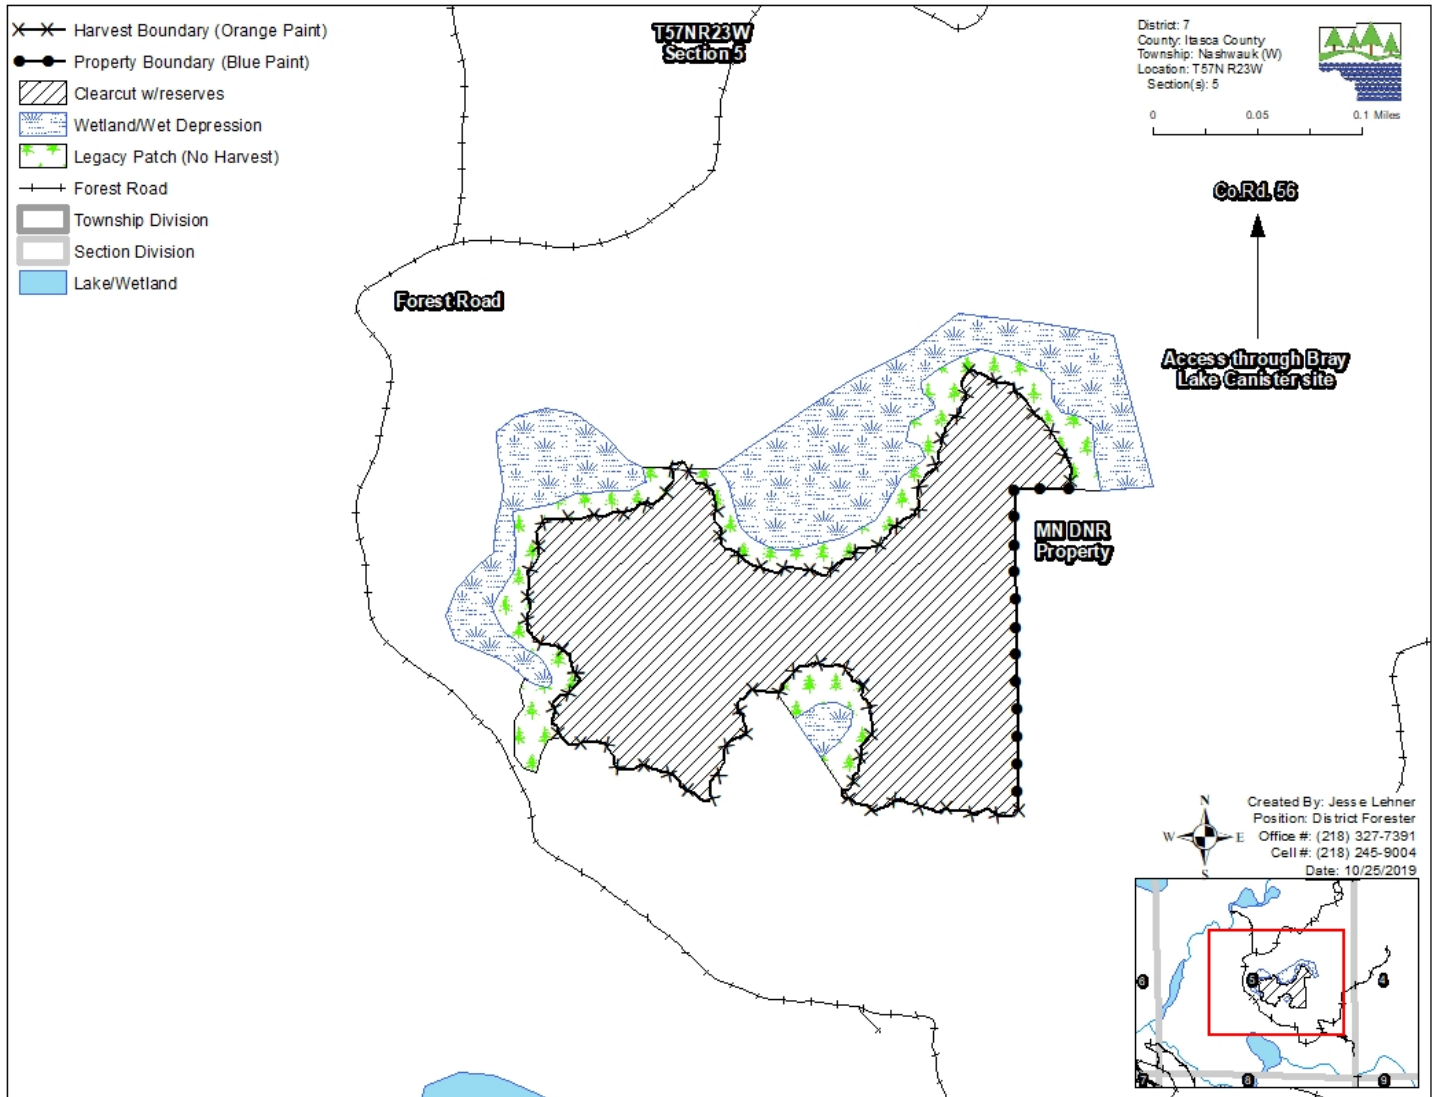 Harvest Boundary (Orange Paint)
Property Boundary (Blue Paint)
Clearcut w/reserves
Wetland/Wet Depression
Legacy Patch (No Harvest)
Forest Road
Township Division
Section Division
Lake/Wetland
T57NR23W
Section 5
District: 7
County: Itasca County
Township: Nashwauk (W)
Location: T57N R23W
Section(s): 5
0 0.05 0.1 Miles
Co.Rd. 56
Access through Bray
Lake Canister site
Forest Road
MN DNR
Property
N
W E
S
Created By: Jesse Lehner
Position: District Forester
Office #: (218) 327-7391
Cell #: (218) 245-9004
Date: 10/25/2019
6 5 4
7 8 9